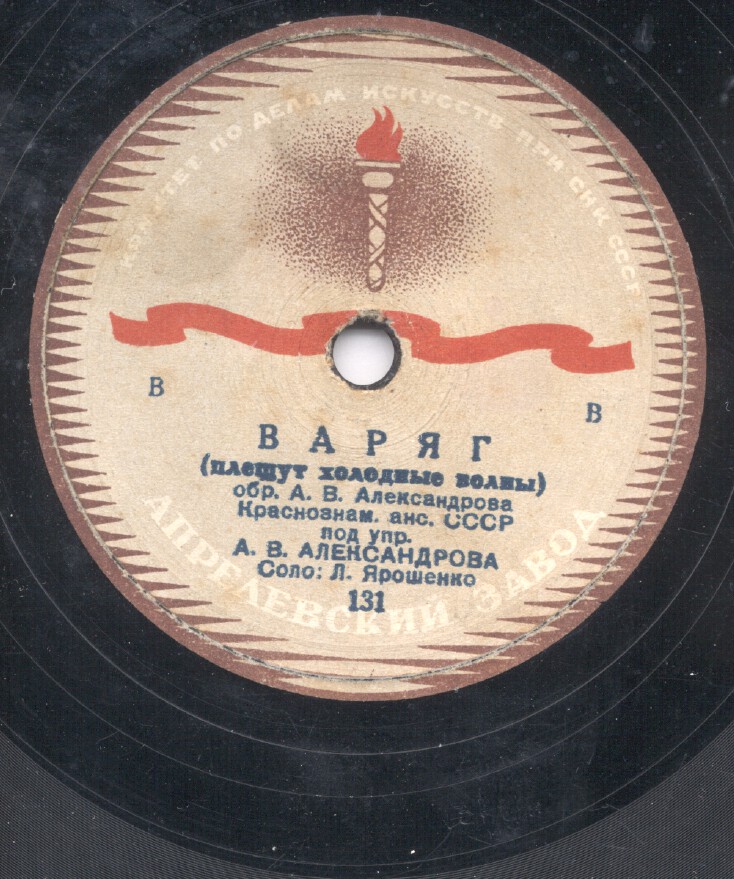 КОМИТЕТ ПО ДЕЛАМ ИСКУССТВ ПРИ СНК СССР
В
В
ВАРЯГ
(плещут холодные волны)
обр. А. В. Александрова
Краснознам. анс. СССР
под упр.
А. В. АЛЕКСАНДРОВА
Соло: Л. Ярошенко
131
АПРЕЛЕВСКИЙ ЗАВОД